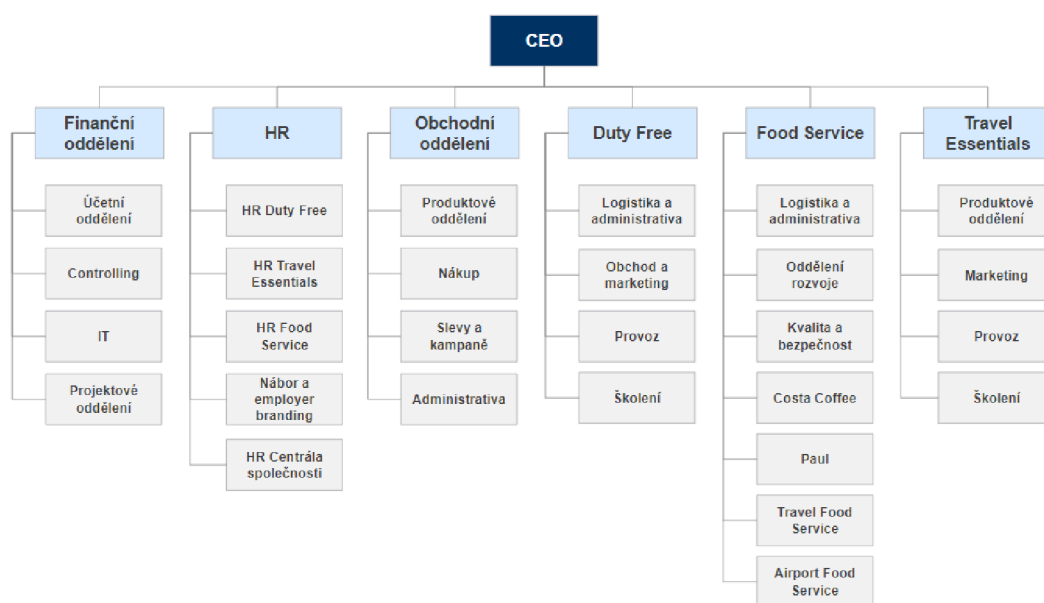 CEO
Finanční
oddělení
HR
Obchodní
oddělení
Duty Free
Food Service
Travel
Essentials
Účetní
oddělení
Controlling
IT
Projektové
oddělení
HR Duty Free
HR Travel
Essentials
HR Food
Service
Nábor a
employer
branding
HR Centrála
společnosti
Produktové
oddělení
Nákup
Slevy a
kampaně
Administrativa
Logistika a
administrativa
Obchod a
marketing
Provoz
Školení
Logistika a
administrativa
Oddělení
rozvoje
Kvalita a
bezpečnost
Costa Coffee
Paul
Travel Food
Service
Airport Food
Service
Produktové
oddělení
Marketing
Provoz
Školení